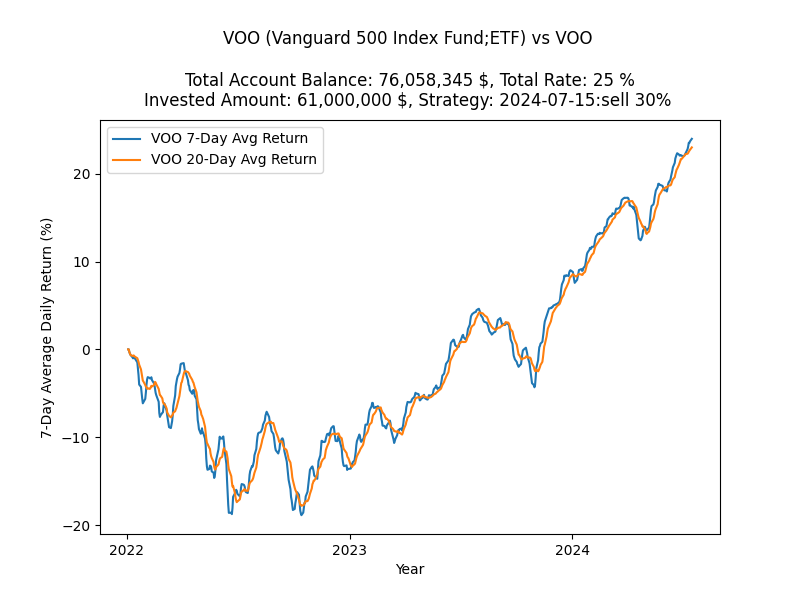 VOO (Vanguard 500 Index Fund;ETF) vs VOO
Total Account Balance: 76,058,345 $, Total Rate: 25 %
Invested Amount: 61,000,000 $, Strategy: 2024-07-15:sell 30%
VOO 7-Day Avg Return
VOO 20-Day Avg Return
7-Day Average Daily Return (%)
20
10
0
−10
−20
2022
2023
2024
Year